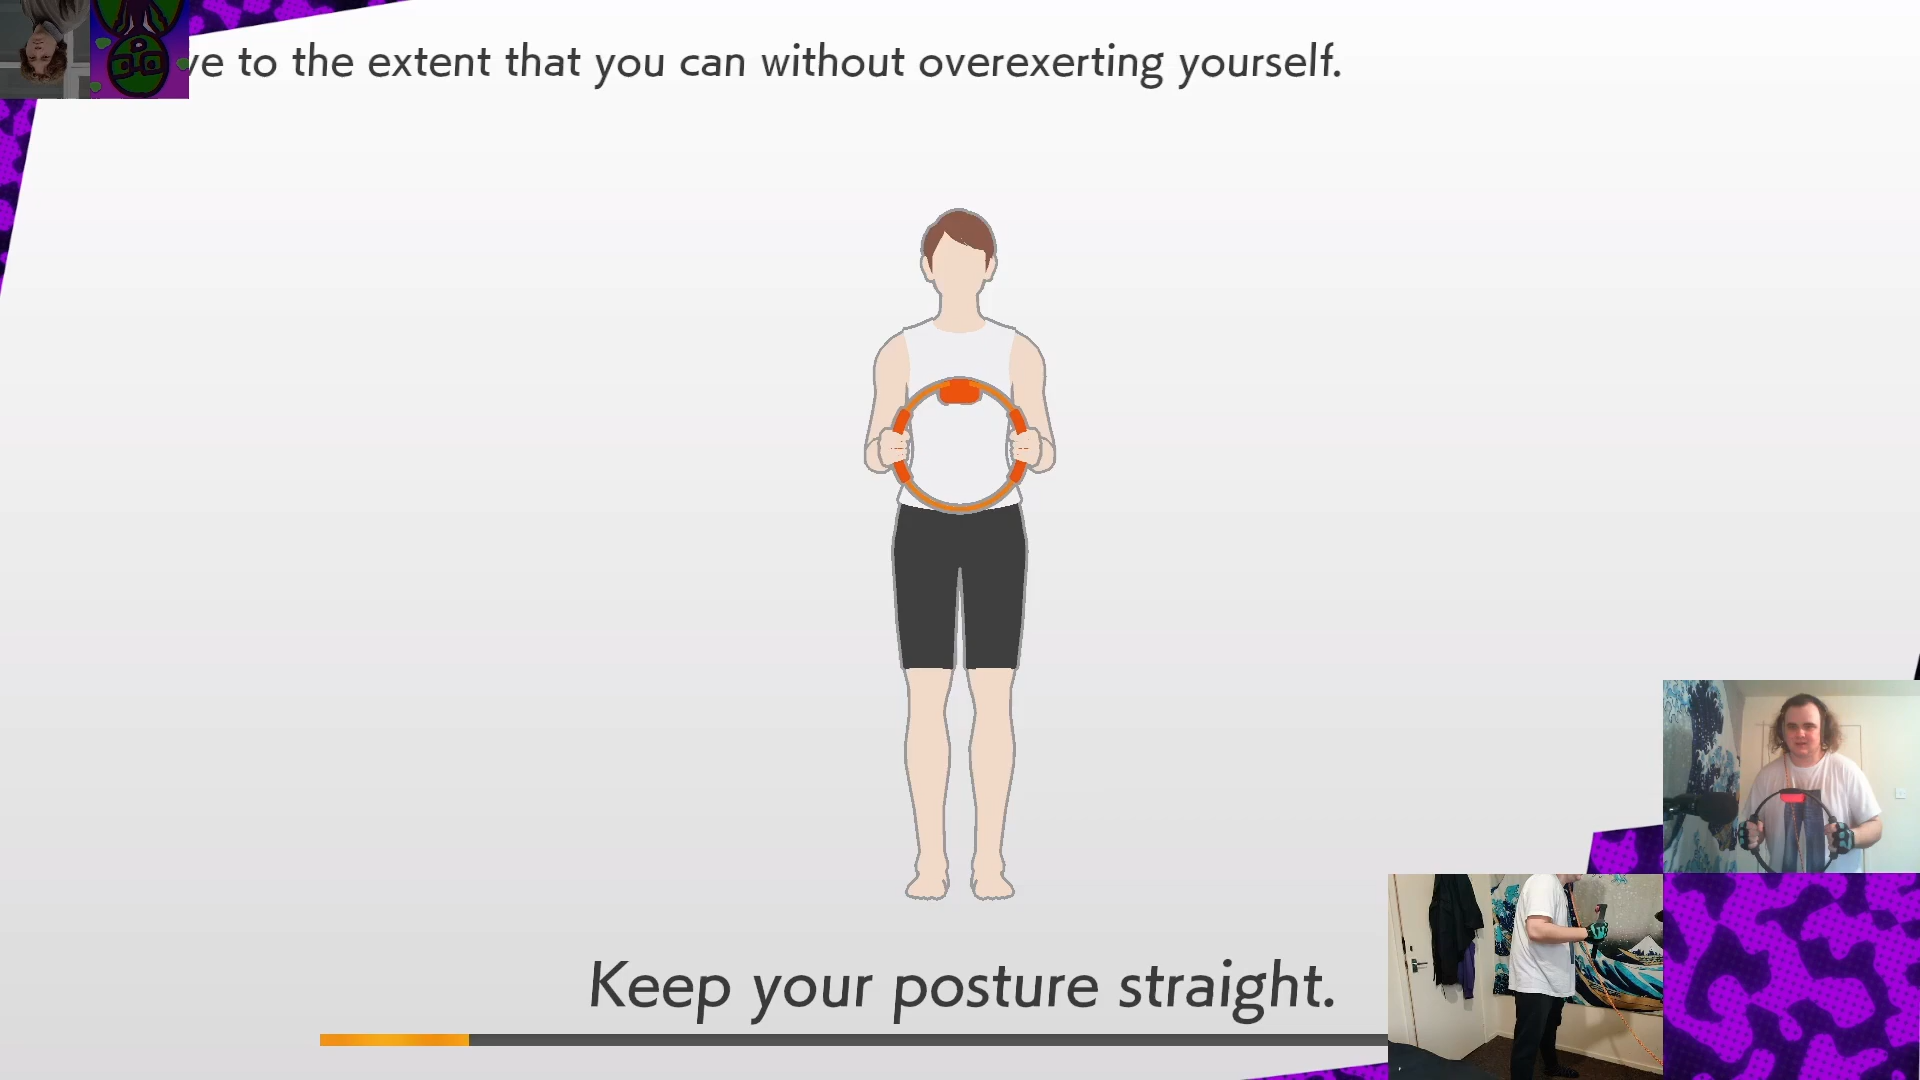 ve to the extent that you can without overexerting yourself.
Keep your posture straight.